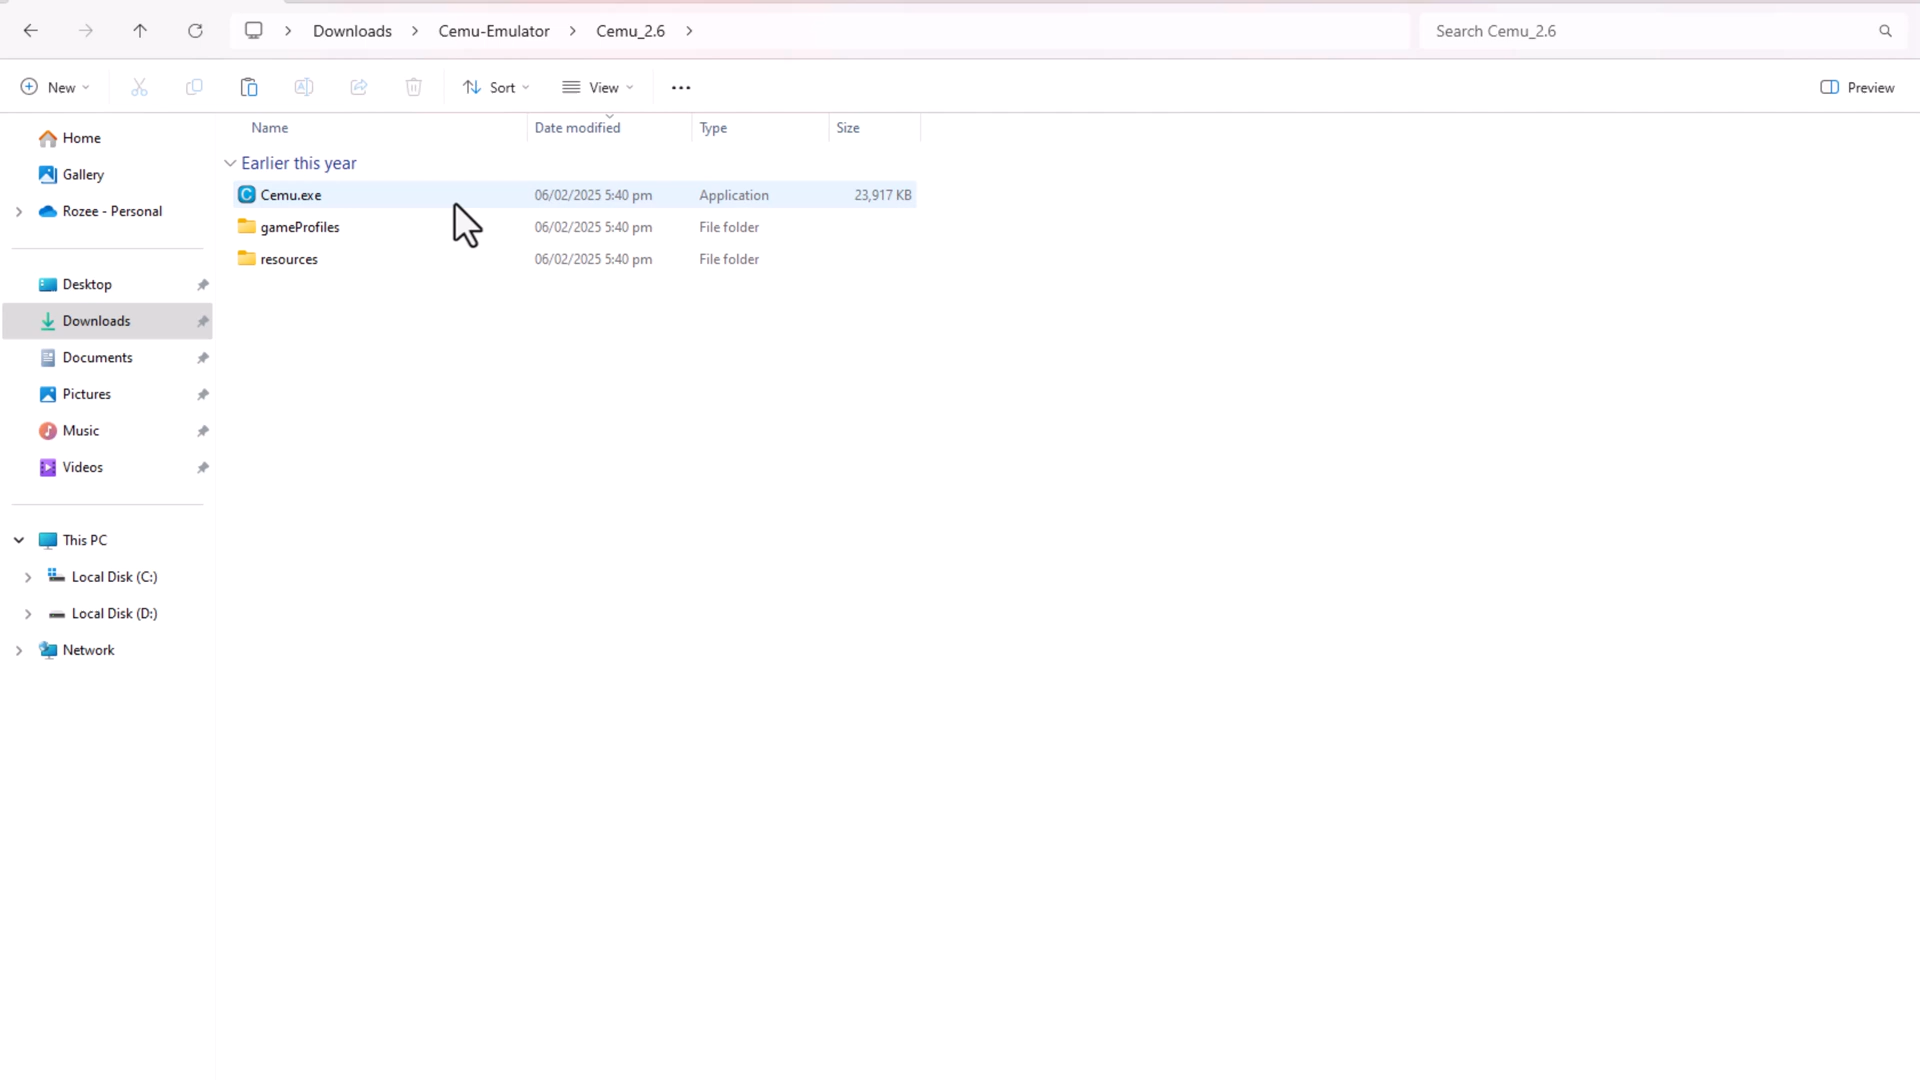 Downloads > Cemu-Emulator > Cemu_2.6 >
Search Cemu_2.6
New
Sort
View
Preview
Name Date modified Type Size
Earlier this year
Cemu.exe 06/02/2025 5:40 pm Application 23,917 KB
gameProfiles 06/02/2025 5:40 pm File folder
resources 06/02/2025 5:40 pm File folder
Home
Gallery
Rozee - Personal
Desktop
Downloads
Documents
Pictures
Music
Videos
This PC
Local Disk (C:)
Local Disk (D:)
Network